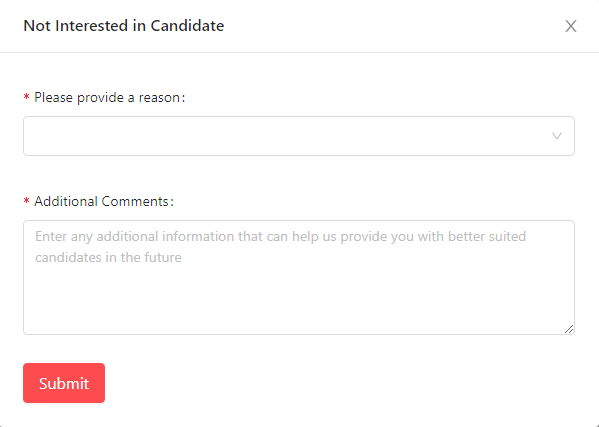 Not Interested in Candidate
* Please provide a reason:
* Additional Comments:
Enter any additional information that can help us provide you with better suited
candidates in the future
Submit